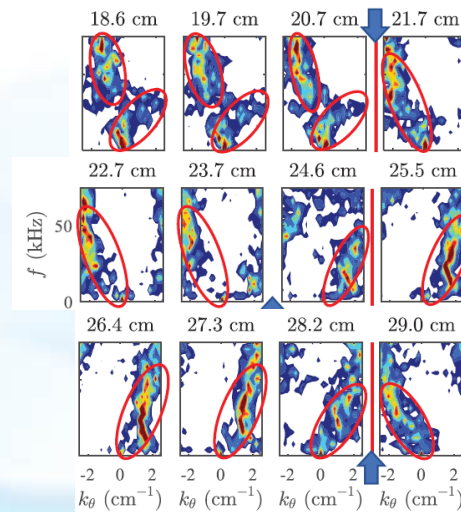 18.6 cm 19.7 cm 20.7 cm 21.7 cm
22.7 cm 23.7 cm 24.6 cm 25.5 cm
50
f (kHz)
0
26.4 cm 27.3 cm 28.2 cm 29.0 cm
-2 0 2 -2 0 2 -2 0 2 -2 0 2
kθ (cm⁻¹) kθ (cm⁻¹) kθ (cm⁻¹) kθ (cm⁻¹)